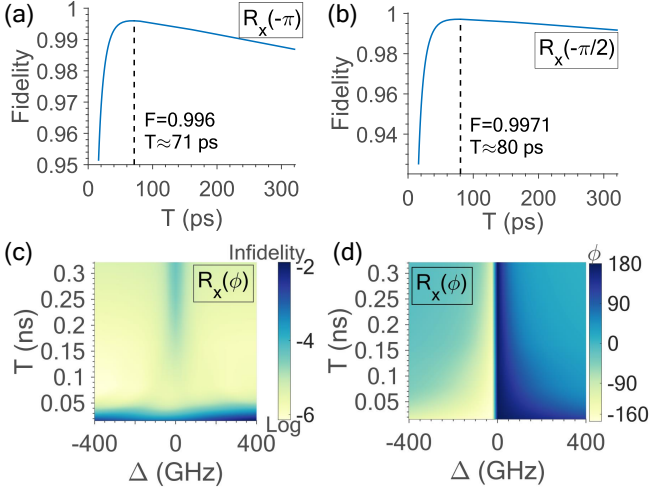 (a)
1
0.99
0.98
0.97
0.96
0.95
Fidelity
R_x(-π)
F=0.996
T≈71 ps
0 100 200 300
T (ps)
(b)
1
0.98
0.96
0.94
Fidelity
R_x(-π/2)
F=0.9971
T≈80 ps
0 100 200 300
T (ps)
(c)
Infidelity
R_x(ϕ)
0.3
0.25
0.2
0.15
0.1
0.05
T (ns)
-2
-4
-6
Log
-400 0 400
Δ (GHz)
(d)
ϕ
R_x(ϕ)
0.3
0.25
0.2
0.15
0.1
0.05
T (ns)
180
90
0
-90
-160
-400 0 400
Δ (GHz)